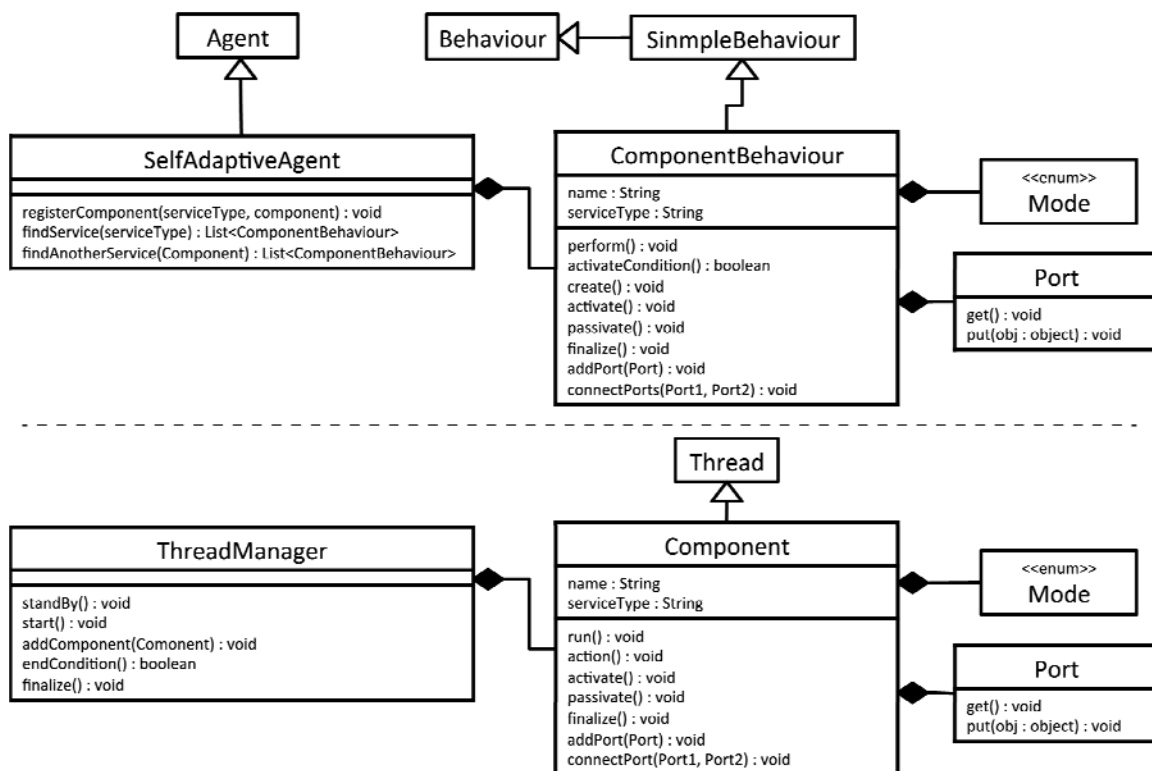 Agent
Behaviour
SinmpleBehaviour
SelfAdaptiveAgent
registerComponent(serviceType, component) : void
findService(serviceType) : List<ComponentBehaviour>
findAnotherService(Component) : List<ComponentBehaviour>
ComponentBehaviour
name : String
serviceType : String
perform() : void
activateCondition() : boolean
create() : void
activate() : void
passivate() : void
finalize() : void
addPort(Port) : void
connectPorts(Port1, Port2) : void
<<enum>>
Mode
Port
get() : void
put(obj : object) : void
Thread
ThreadManager
standBy() : void
start() : void
addComponent(Comonent) : void
endCondition() : boolean
finalize() : void
Component
name : String
serviceType : String
run() : void
action() : void
activate() : void
passivate() : void
finalize() : void
addPort(Port) : void
connectPort(Port1, Port2) : void
<<enum>>
Mode
Port
get() : void
put(obj : object) : void